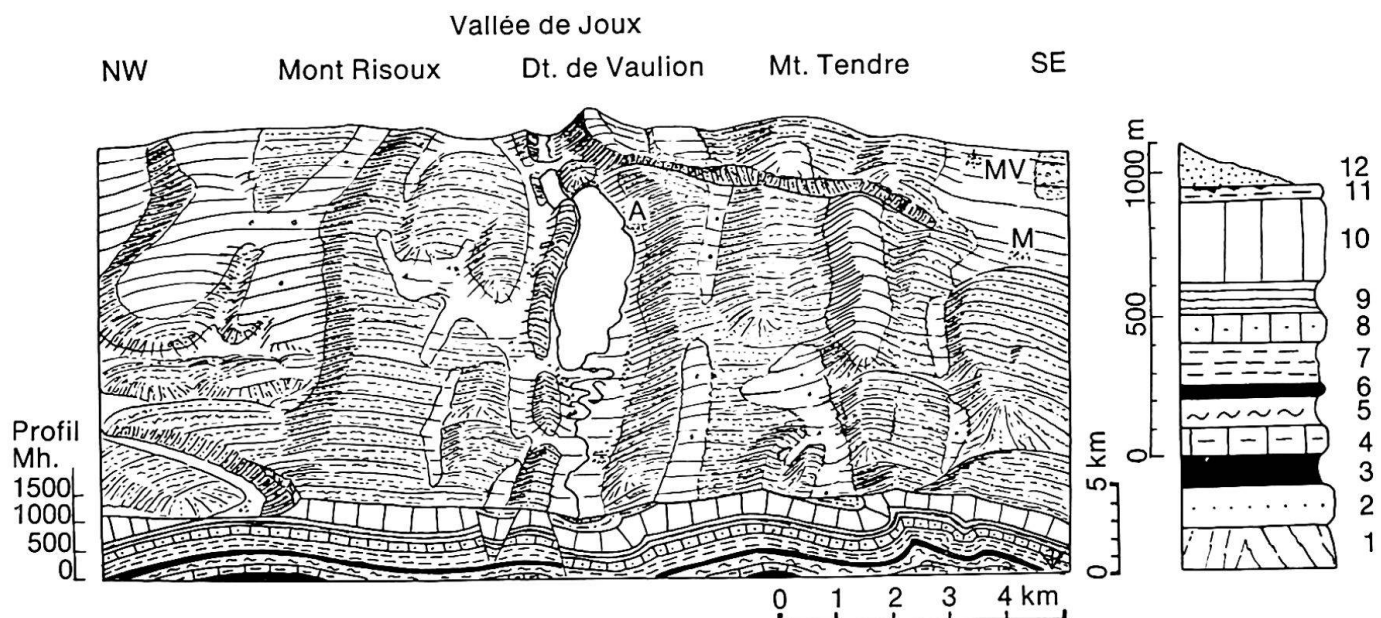 Vallée de Joux
NW Mont Risoux Dt. de Vaulion Mt. Tendre SE
MV
A
M
Profil
Mh.
1500
1000
500
0
5 km
0
0 1 2 3 4 km
1000 m
500
0
12
11
10
9
8
7
6
5
4
3
2
1